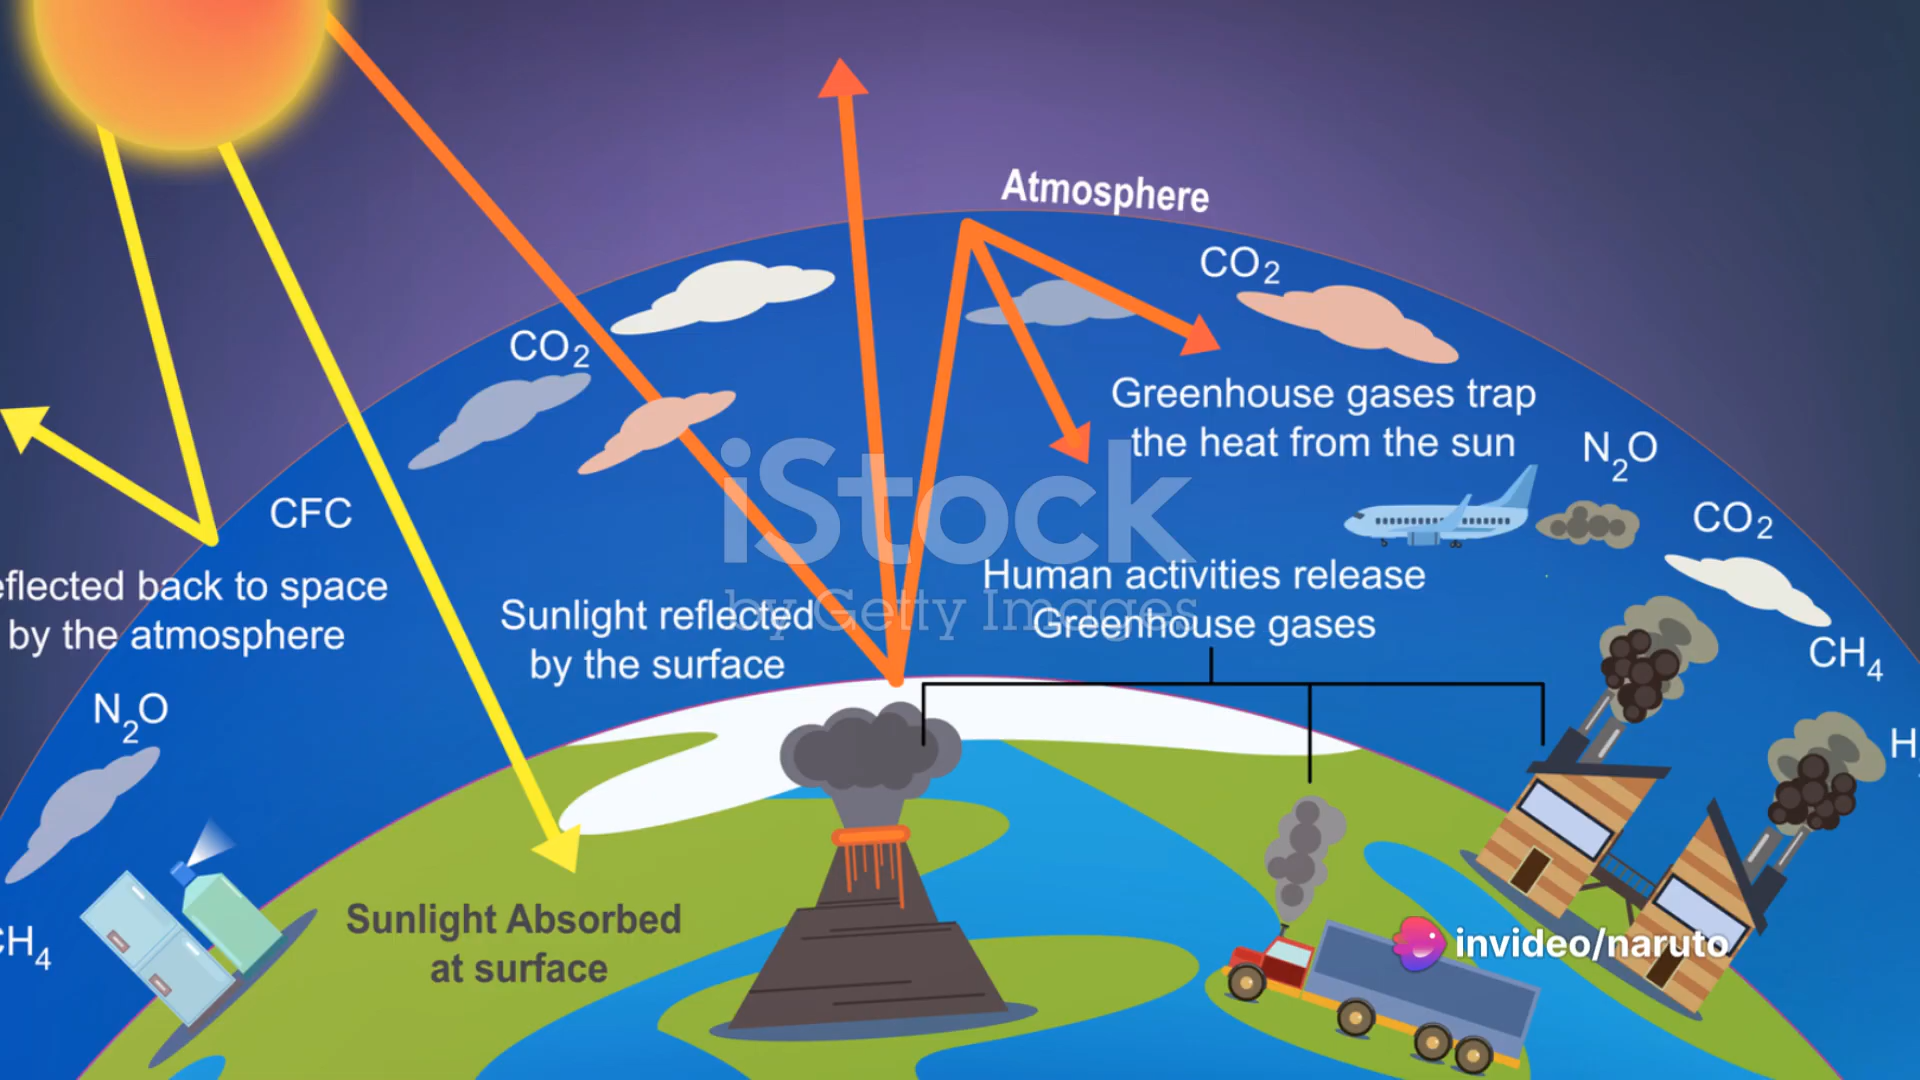 Atmosphere
CO2
CO2
Greenhouse gases trap
the heat from the sun
N2O
CO2
CFC
iStock
by Getty Images
Human activities release
Greenhouse gases
eflected back to space
by the atmosphere
Sunlight reflected
by the surface
CH4
N2O
H
Sunlight Absorbed
at surface
CH4
invideo/naruto